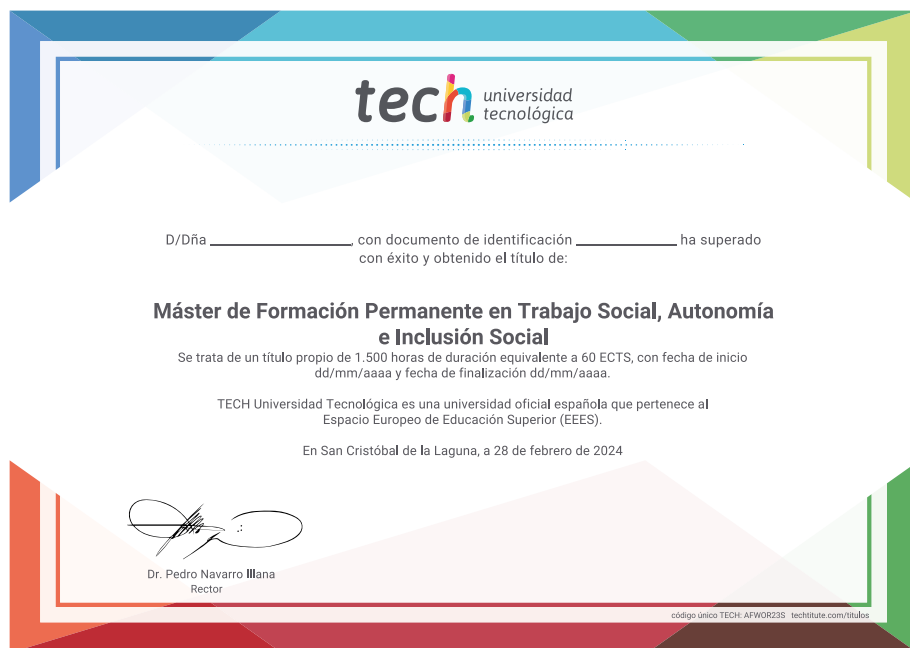 tech universidad
tecnológica
D/Dña ____________, con documento de identificación ____________ ha superado
con éxito y obtenido el título de:
Máster de Formación Permanente en Trabajo Social, Autonomía
e Inclusión Social
Se trata de un título propio de 1.500 horas de duración equivalente a 60 ECTS, con fecha de inicio
dd/mm/aaaa y fecha de finalización dd/mm/aaaa.
TECH Universidad Tecnológica es una universidad oficial española que pertenece al
Espacio Europeo de Educación Superior (EEES).
En San Cristóbal de la Laguna, a 28 de febrero de 2024
Dr. Pedro Navarro Illana
Rector
código único TECH: AFWOR23S techtitute.com/titulos